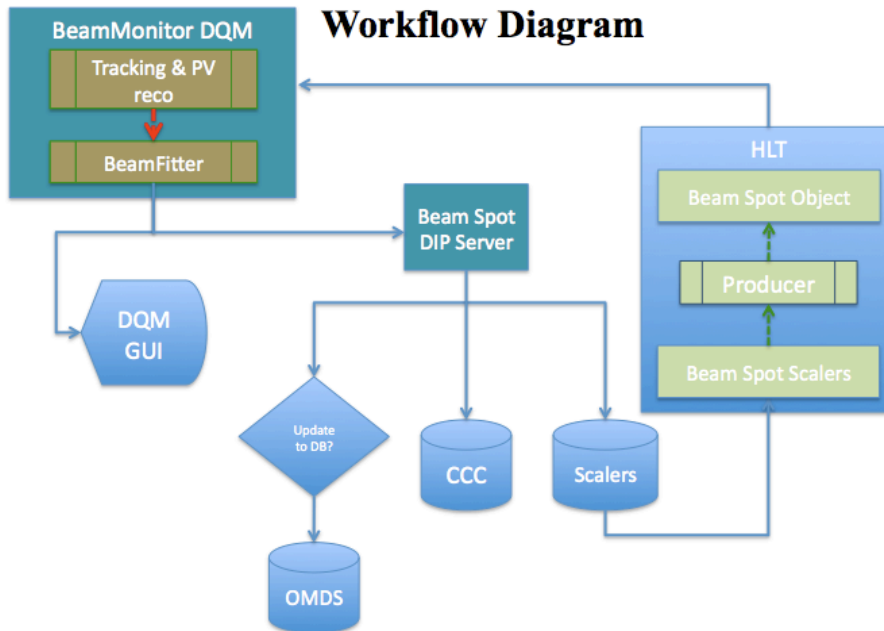 Workflow Diagram
BeamMonitor DQM
Tracking & PV
reco
BeamFitter
HLT
Beam Spot Object
Producer
Beam Spot Scalers
Beam Spot
DIP Server
DQM
GUI
Update
to DB?
CCC
Scalers
OMDS